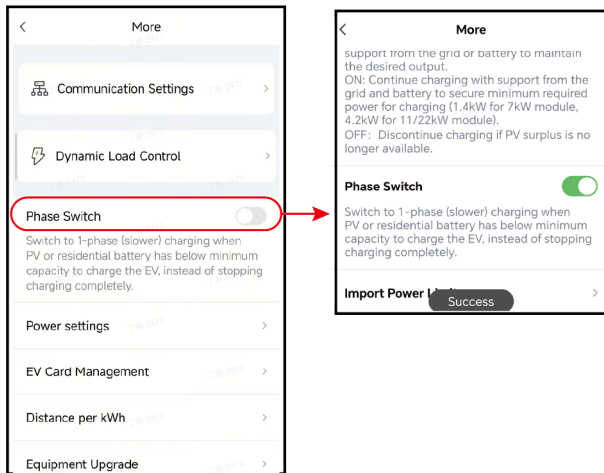 More
Communication Settings
Dynamic Load Control
Phase Switch
Switch to 1-phase (slower) charging when
PV or residential battery has below minimum
capacity to charge the EV, instead of stopping
charging completely.
Power settings
EV Card Management
Distance per kWh
Equipment Upgrade
More
support from the grid or battery to maintain
the desired output.
ON: Continue charging with support from the
grid and battery to secure minimum required
power for charging (1.4kW for 7kW module,
4.2kW for 11/22kW module).
OFF: Discontinue charging if PV surplus is no
longer available.
Phase Switch
Switch to 1-phase (slower) charging when
PV or residential battery has below minimum
capacity to charge the EV, instead of stopping
charging completely.
Import Power
Success